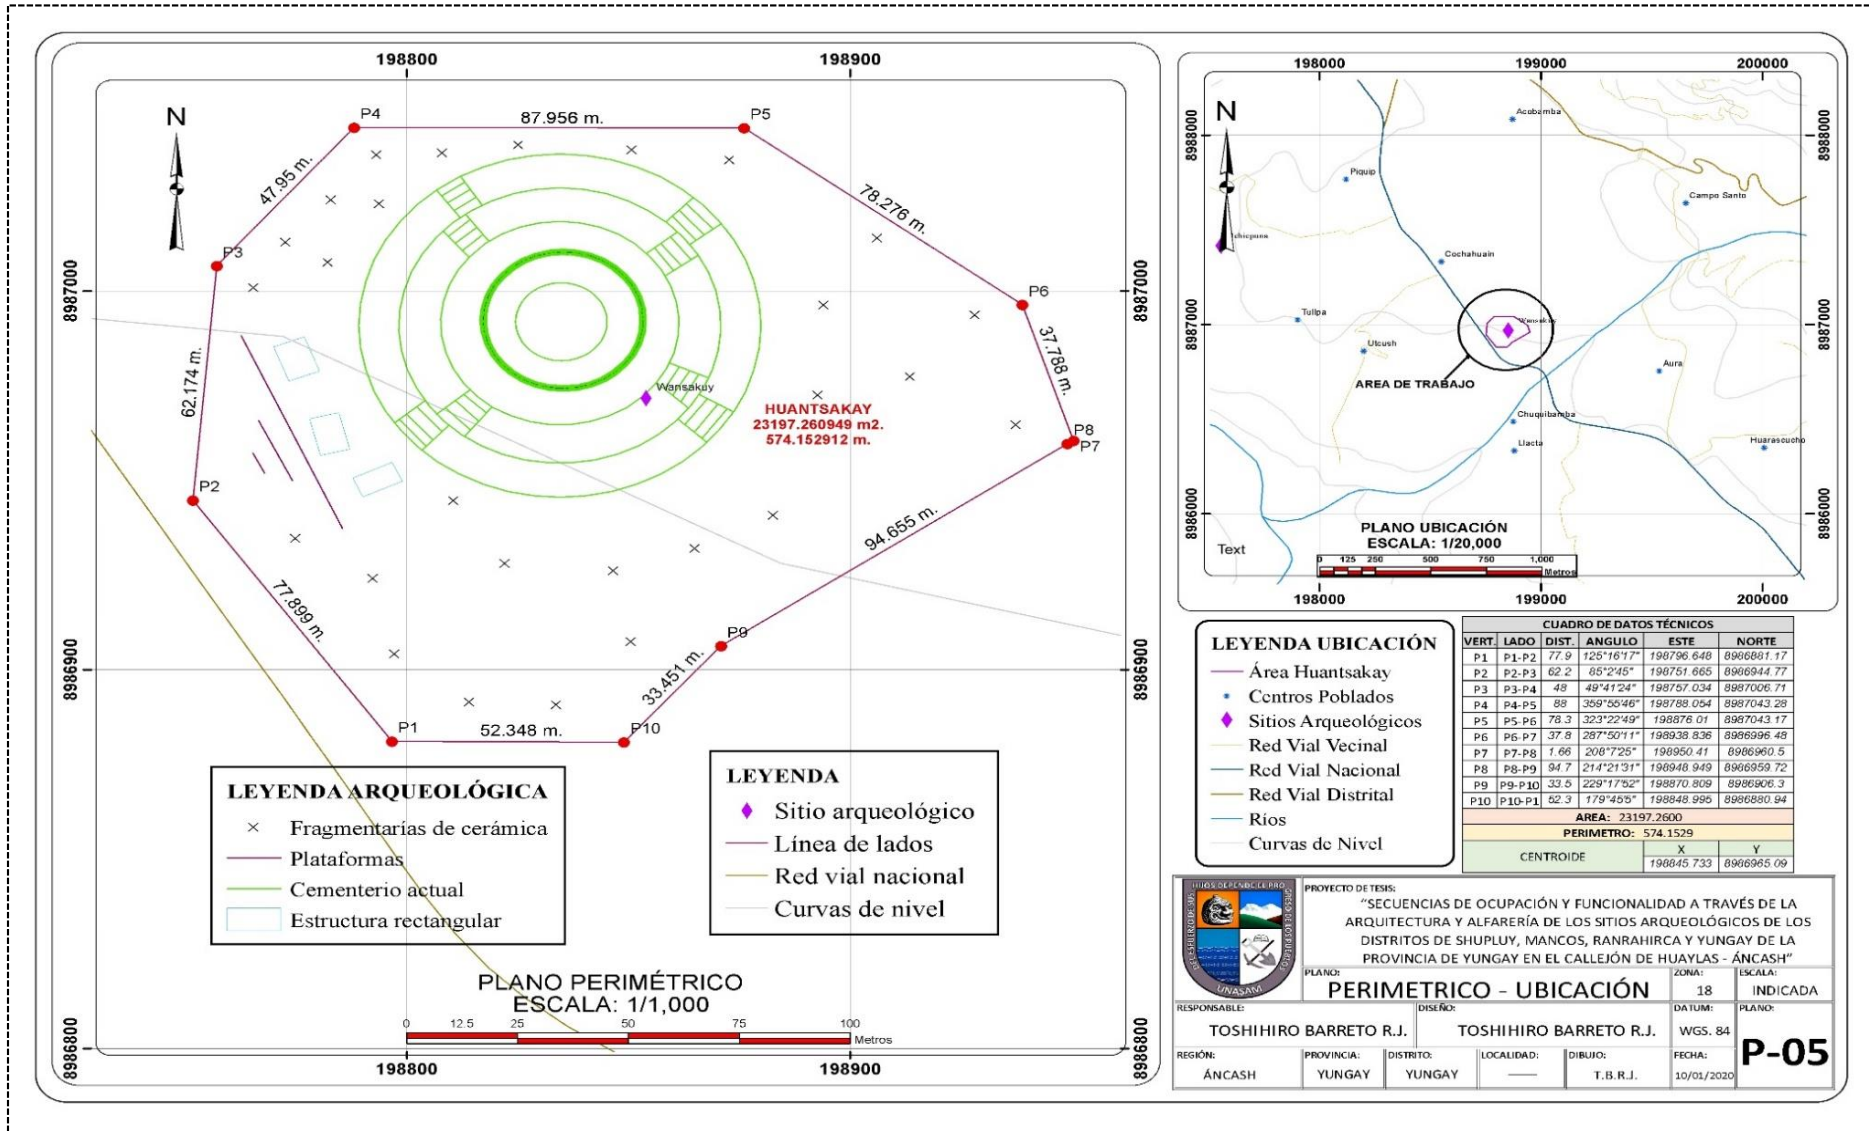 198800
198900
N
P4
87.956 m.
P5
47.95 m.
78.276 m.
P3
8987000
8987000
P6
37.788 m.
62.174 m.
Wansakuy
HUANTSAKAY
23197.260949 m2.
574.152912 m.
P8
P7
P2
94.655 m.
77.899 m.
P9
33.451 m.
8986900
8986900
P1
52.348 m.
P10
LEYENDA ARQUEOLÓGICA
Fragmentarías de cerámica
Plataformas
Cementerio actual
Estructura rectangular
LEYENDA
Sitio arqueológico
Línea de lados
Red vial nacional
Curvas de nivel
PLANO PERIMÉTRICO
ESCALA: 1/1,000
0 12.5 25 50 75 100
Metros
8986800
8986800
198800
198900
198000 199000 200000
N
Acobamba
8988000
8988000
Piquip
Campo Santo
Cochahuain
Tullpa
8987000
8987000
Utcush
Aura
AREA DE TRABAJO
Chuquibamba
Llacta
Huarascucho
8986000
8986000
PLANO UBICACIÓN
ESCALA: 1/20,000
Text
0 125 250 500 750 1,000
Metros
198000 199000 200000
LEYENDA UBICACIÓN
Área Huantsakay
Centros Poblados
Sitios Arqueológicos
Red Vial Vecinal
Red Vial Nacional
Red Vial Distrital
Ríos
Curvas de Nivel
CUADRO DE DATOS TÉCNICOS
VERT. LADO DIST. ANGULO ESTE NORTE
P1 P1-P2 77.9 125°16'17" 198796.648 8986881.17
P2 P2-P3 62.2 85°2'45" 198751.665 8986944.77
P3 P3-P4 48 49°41'24" 198757.034 8987006.71
P4 P4-P5 88 359°55'46" 198788.054 8987043.28
P5 P5-P6 78.3 323°22'49" 198876.01 8987043.17
P6 P6-P7 37.8 287°50'11" 198938.836 8986996.48
P7 P7-P8 1.66 208°7'25" 198950.41 8986960.5
P8 P8-P9 94.7 214°21'31" 198948.949 8986959.72
P9 P9-P10 33.5 229°17'52" 198870.809 8986906.3
P10 P10-P1 52.3 179°45'5" 198848.995 8986880.94
AREA: 23197.2600
PERIMETRO: 574.1529
CENTROIDE
X Y
198845.733 8986965.09
UNASAM
PROYECTO DE TESIS:
“SECUENCIAS DE OCUPACIÓN Y FUNCIONALIDAD A TRAVÉS DE LA
ARQUITECTURA Y ALFARERÍA DE LOS SITIOS ARQUEOLÓGICOS DE LOS
DISTRITOS DE SHUPLUY, MANCOS, RANRAHIRCA Y YUNGAY DE LA
PROVINCIA DE YUNGAY EN EL CALLEJÓN DE HUAYLAS - ÁNCASH”
PLANO:
PERIMETRICO - UBICACIÓN
ZONA:
18
ESCALA:
INDICADA
RESPONSABLE:
TOSHIHIRO BARRETO R.J.
DISEÑO:
TOSHIHIRO BARRETO R.J.
DATUM:
WGS. 84
PLANO:
P-05
REGIÓN:
ÁNCASH
PROVINCIA:
YUNGAY
DISTRITO:
YUNGAY
LOCALIDAD:
DIBUJO:
T.B.R.J.
FECHA:
10/01/2020